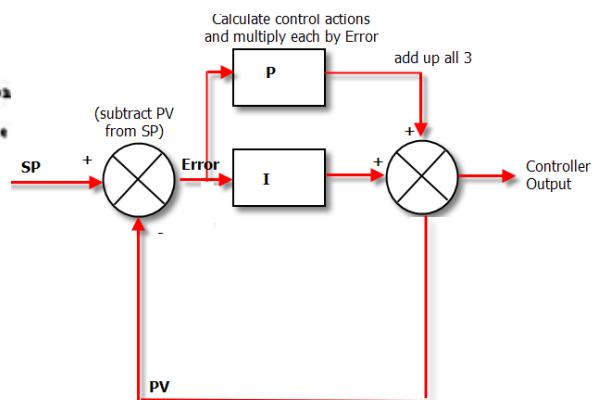 Calculate control actions
and multiply each by Error
P
add up all 3
(subtract PV
from SP)
+
SP
+
Error
+
I
Controller
Output
-
PV